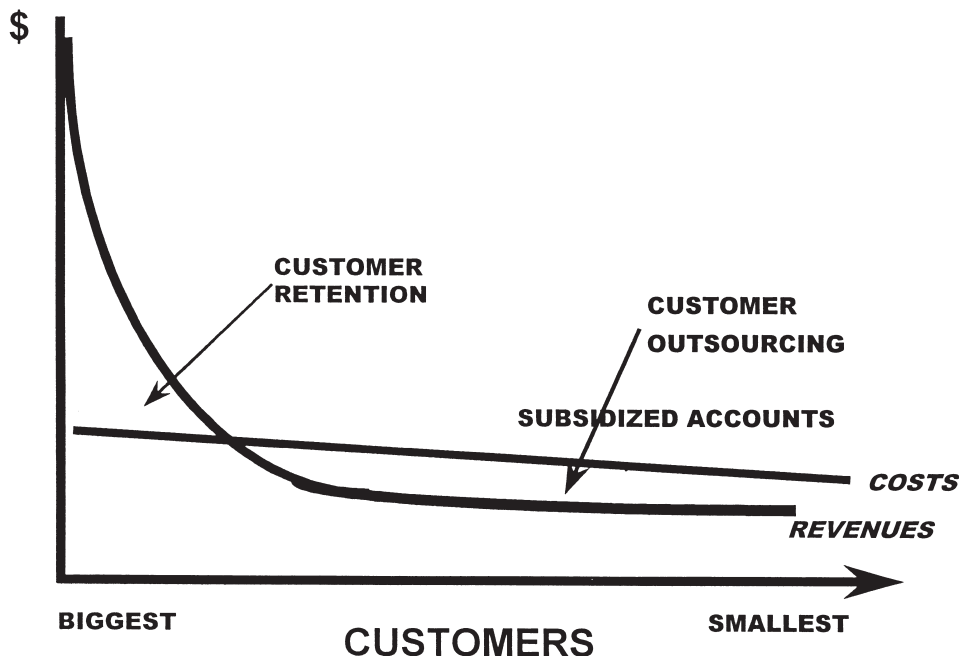 $
CUSTOMER
RETENTION
CUSTOMER
OUTSOURCING
SUBSIDIZED ACCOUNTS
COSTS
REVENUES
BIGGEST
SMALLEST
CUSTOMERS